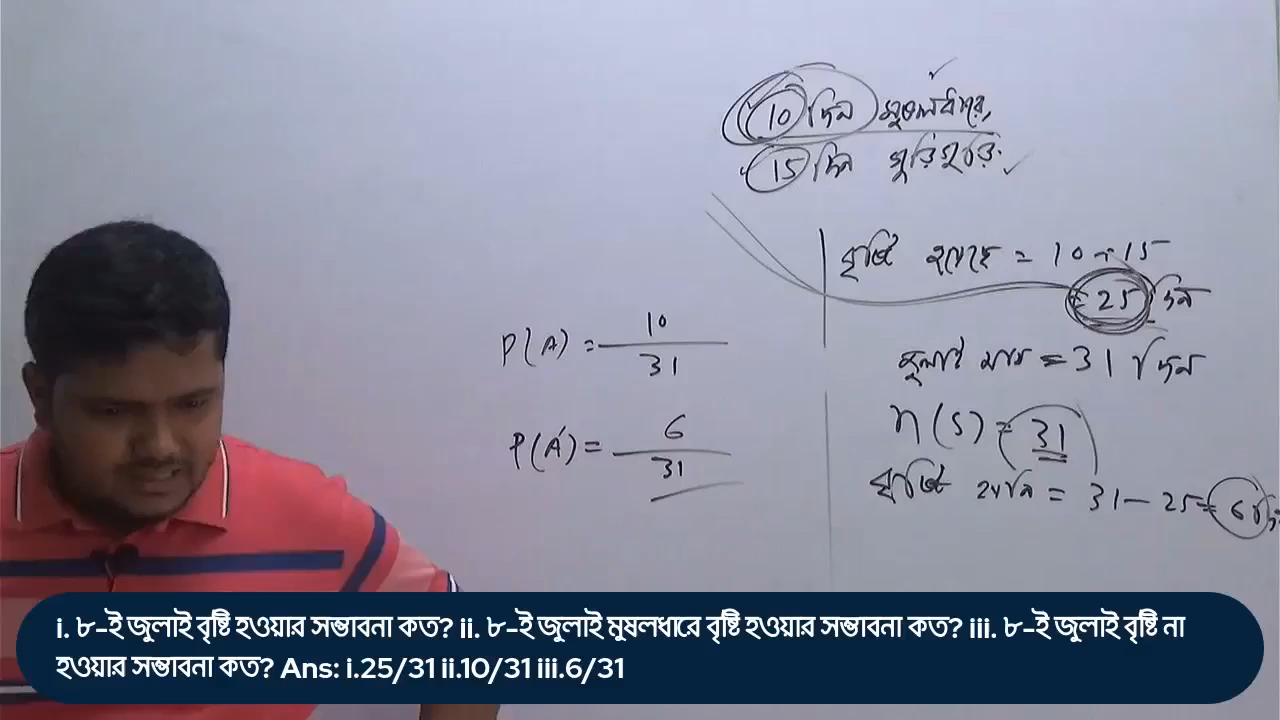 10 দিন মুষলধারে,
15 দিন গুঁড়িগুঁড়ি
বৃষ্টি হয়েছে = 10 + 15
= 25 দিন
P(A) = 10/31
জুলাই মাস = 31 দিন
n(S) = 31
P(A') = 6/31
বৃষ্টি হয়নি = 31 - 25 = 6 দিন
i. ৮-ই জুলাই বৃষ্টি হওয়ার সম্ভাবনা কত? ii. ৮-ই জুলাই মুষলধারে বৃষ্টি হওয়ার সম্ভাবনা কত? iii. ৮-ই জুলাই বৃষ্টি না
হওয়ার সম্ভাবনা কত? Ans: i.25/31 ii.10/31 iii.6/31